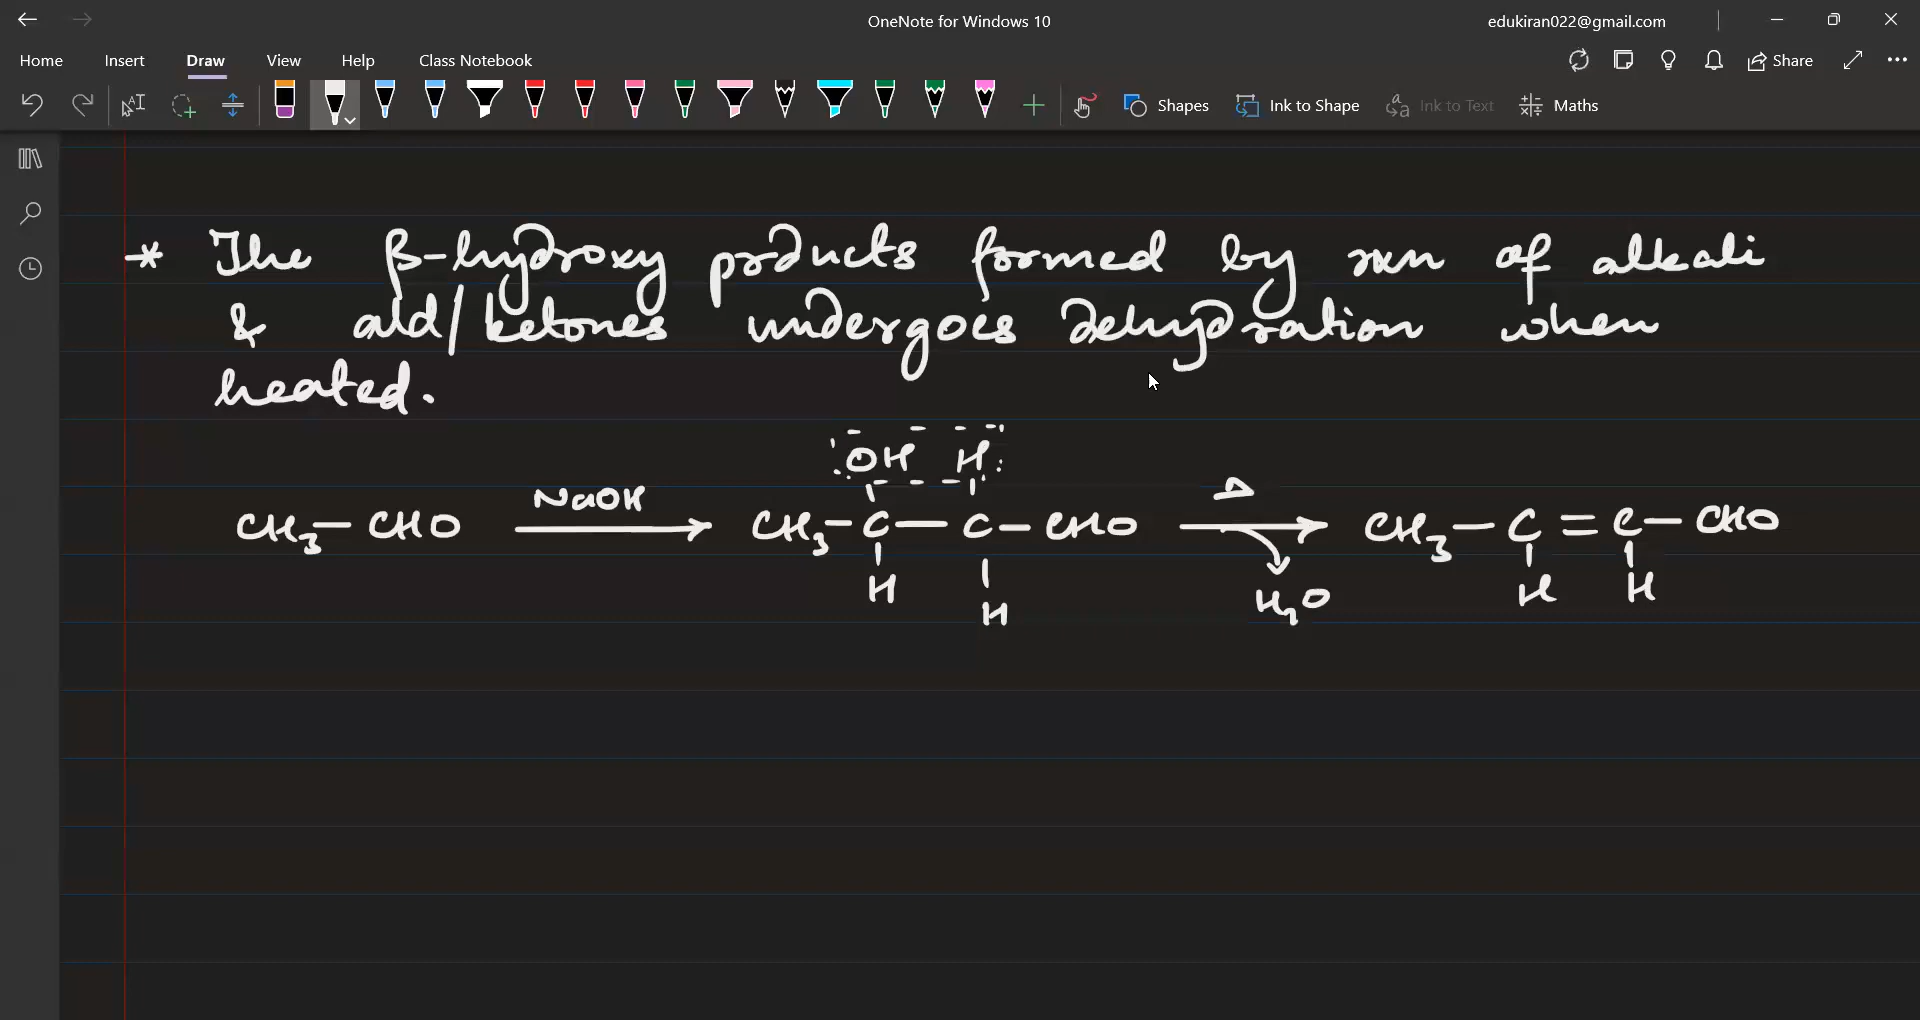 OneNote for Windows 10
edukiran022@gmail.com
Home Insert Draw View Help Class Notebook
Share
Shapes Ink to Shape Ink to Text Maths
* The β-hydroxy products formed by rxn of alkali
& ald/ketones undergoes dehydration when
heated.
OH H
NaOH Δ
CH₃–CHO → CH₃–C–C–CHO → CH₃–C=C–CHO
H H H₂O H H